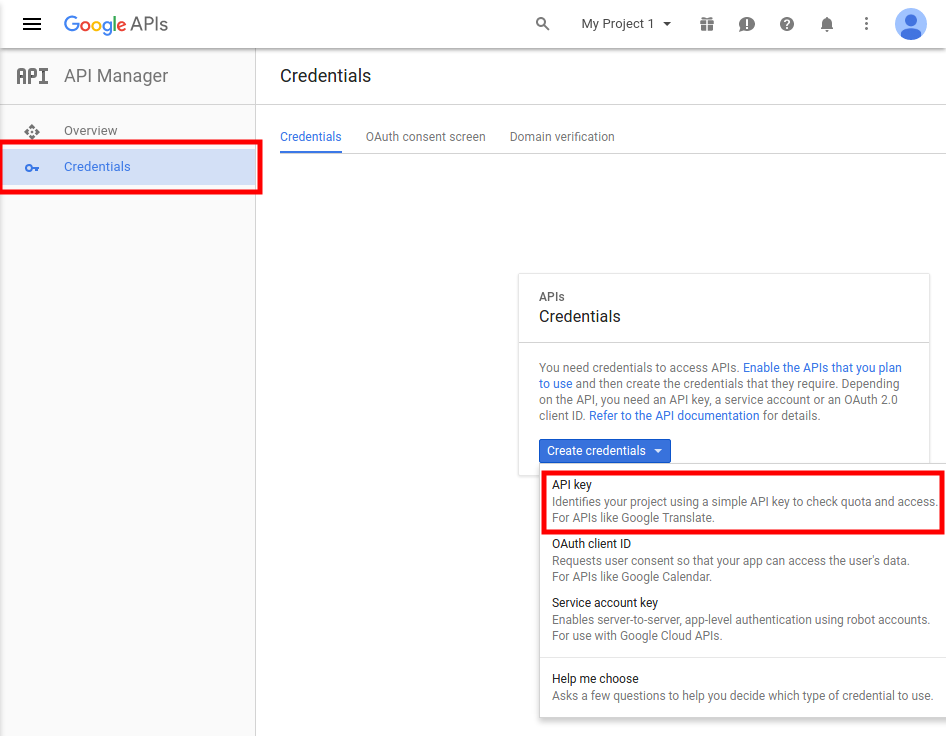 Google APIs
My Project 1
API API Manager
Credentials
Overview
Credentials
Credentials OAuth consent screen Domain verification
APIs
Credentials
You need credentials to access APIs. Enable the APIs that you plan
to use and then create the credentials that they require. Depending
on the API, you need an API key, a service account or an OAuth 2.0
client ID. Refer to the API documentation for details.
Create credentials
API key
Identifies your project using a simple API key to check quota and access.
For APIs like Google Translate.
OAuth client ID
Requests user consent so that your app can access the user's data.
For APIs like Google Calendar.
Service account key
Enables server-to-server, app-level authentication using robot accounts.
For use with Google Cloud APIs.
Help me choose
Asks a few questions to help you decide which type of credential to use.